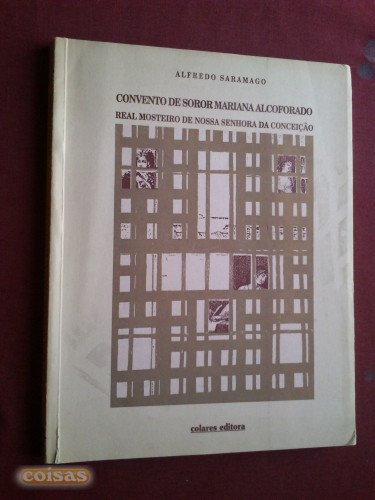 ALFREDO SARAMAGO
CONVENTO DE SOROR MARIANA ALCOFORADO
REAL MOSTEIRO DE NOSSA SENHORA DA CONCEIÇÃO
colares editora
coisas